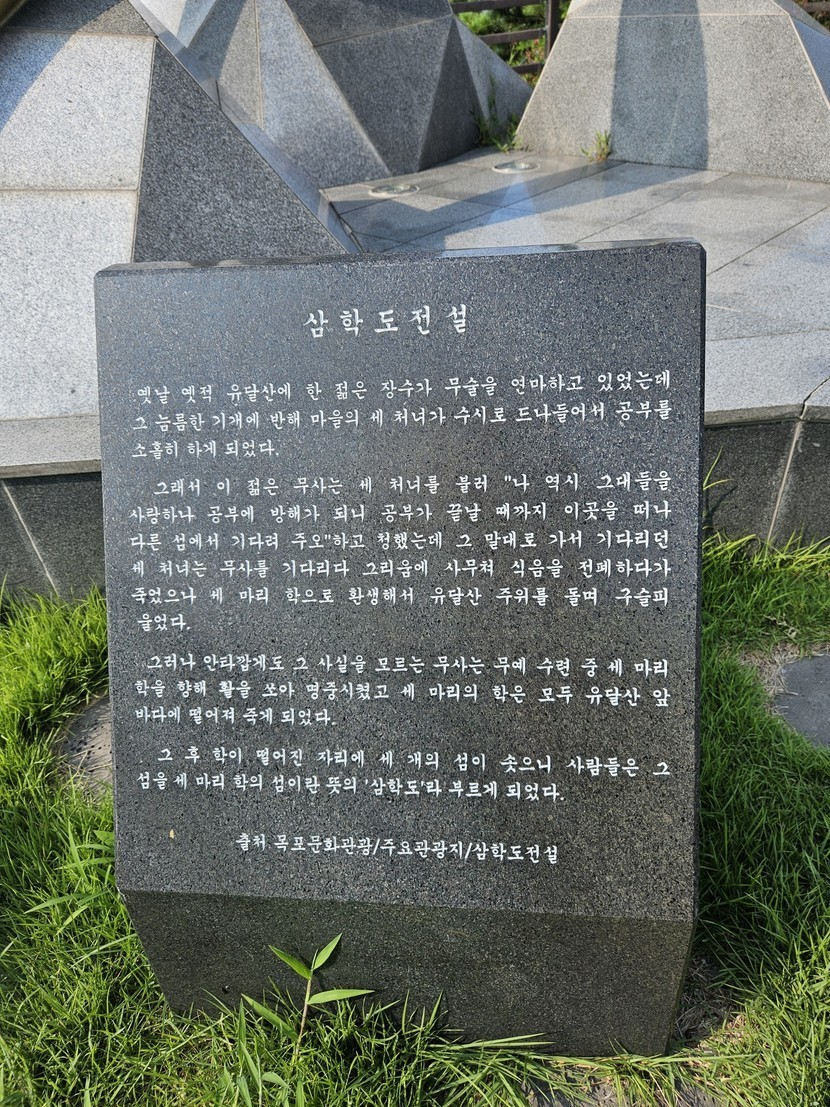 삼학도전설
옛날 옛적 유달산에 한 젊은 장수가 무술을 연마하고 있었는데
그 늠름한 기개에 반해 마을의 세 처녀가 수시로 드나들어서 공부를
소홀히 하게 되었다.
그래서 이 젊은 무사는 세 처녀를 불러 "나 역시 그대들을
사랑하나 공부에 방해가 되니 공부가 끝날 때까지 이곳을 떠나
다른 섬에서 기다려 주오"하고 청했는데 그 말대로 가서 기다리던
세 처녀는 무사를 기다리다 그리움에 사무쳐 식음을 전폐하다가
죽었으나 세 마리 학으로 환생해서 유달산 주위를 돌며 구슬피
울었다.
그러나 안타깝게도 그 사실을 모르는 무사는 무예 수련 중 세 마리
학을 향해 활을 쏘아 명중시켰고 세 마리의 학은 모두 유달산 앞
바다에 떨어져 죽게 되었다.
그 후 학이 떨어진 자리에 세 개의 섬이 솟으니 사람들은 그
섬을 세 마리 학의 섬이란 뜻의 '삼학도'라 부르게 되었다.
출처 목포문화관광/주요관광지/삼학도전설